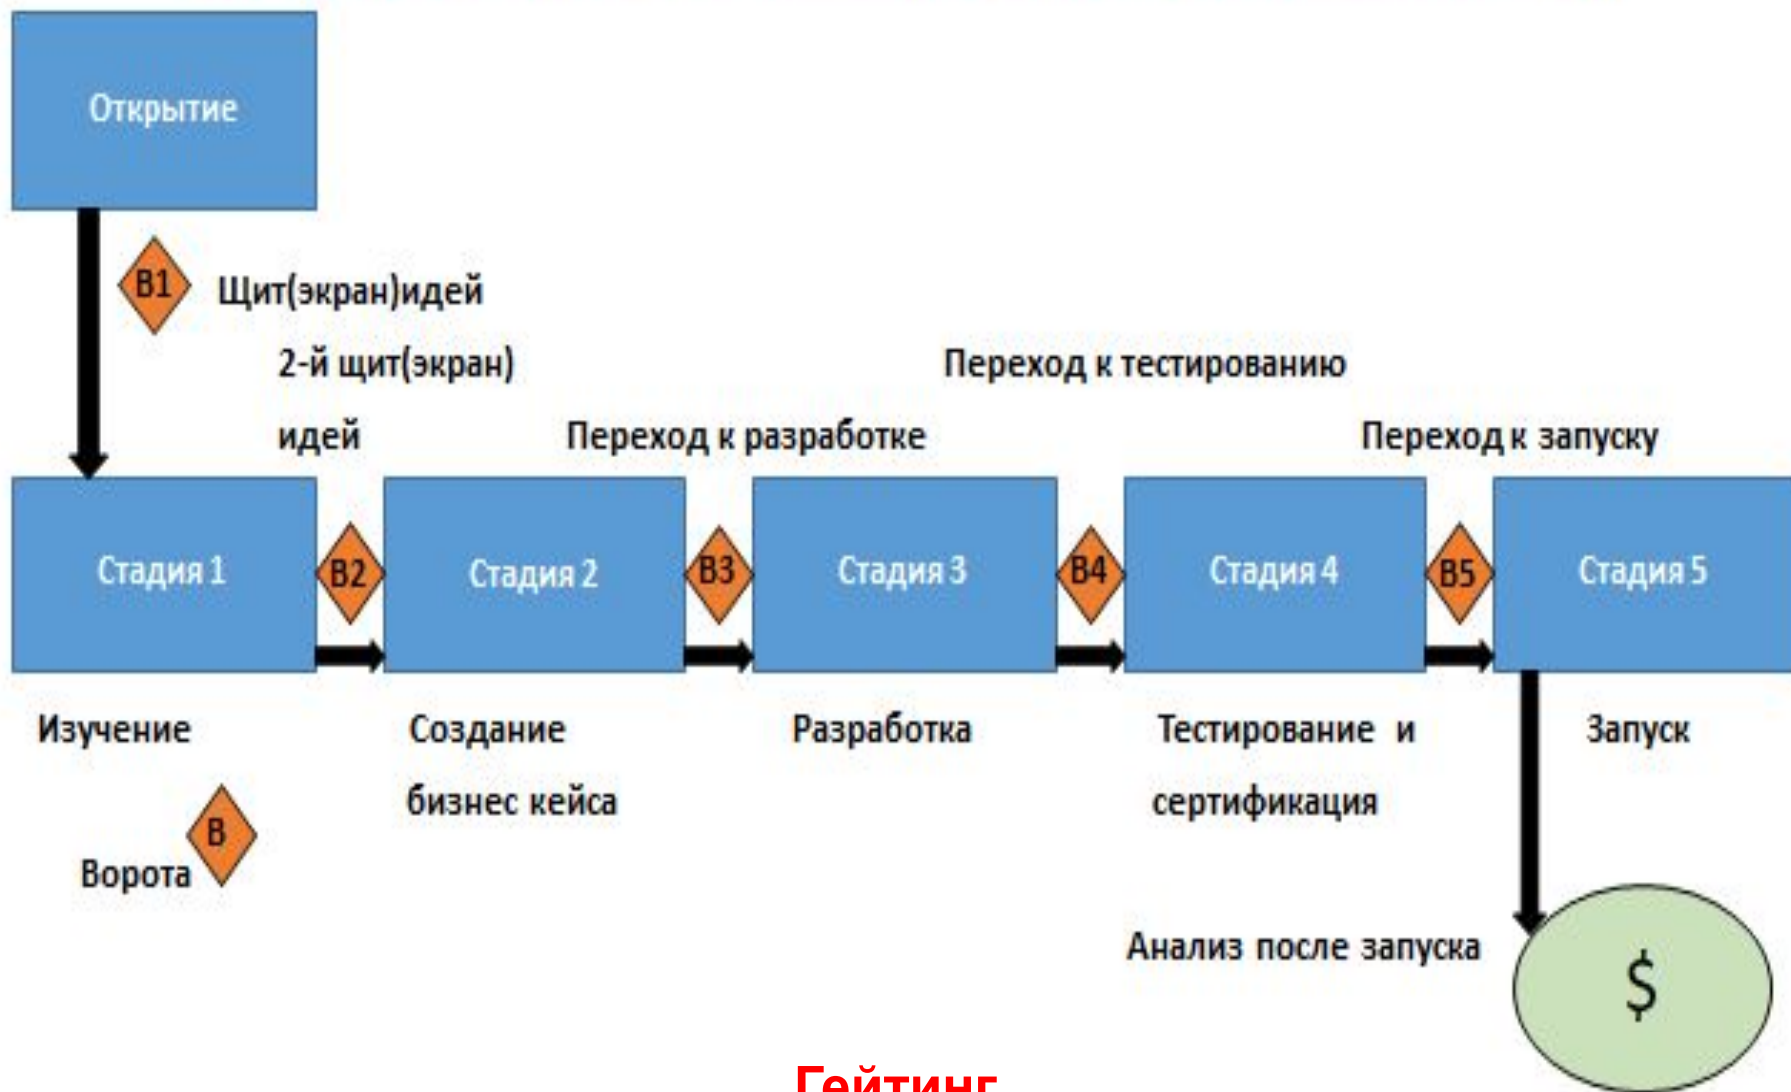 Открытие
В1
Щит(экран)идей
2-й щит(экран)
идей
Переход к тестированию
Переход к разработке
Переход к запуску
Стадия 1
В2
Стадия 2
В3
Стадия 3
В4
Стадия 4
В5
Стадия 5
Изучение
Создание
бизнес кейса
Разработка
Тестирование и
сертификация
Запуск
В
Ворота
Анализ после запуска
$
Гейтинг